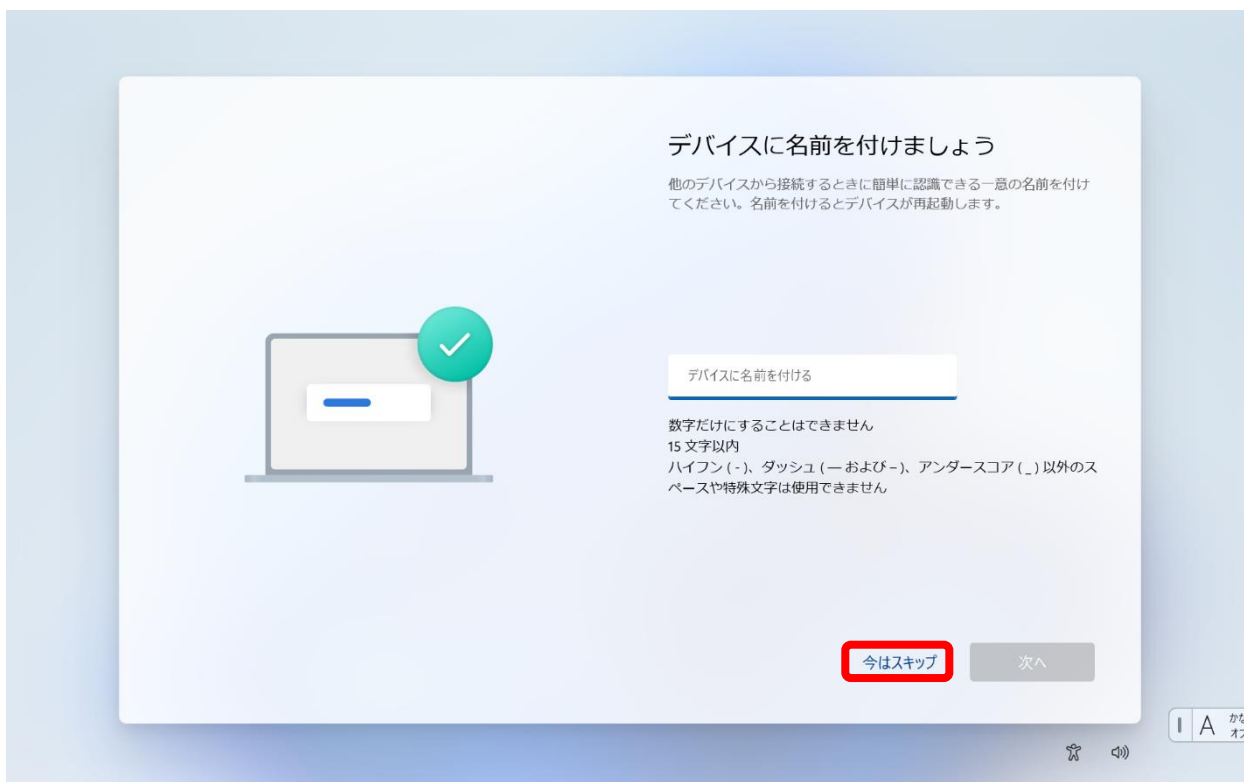 デバイスに名前を付けましょう
他のデバイスから接続するときに簡単に認識できる一意の名前を付け
てください。名前を付けるとデバイスが再起動します。
デバイスに名前を付ける
数字だけにすることはできません
15 文字以内
ハイフン ( - )、ダッシュ ( — および – )、アンダースコア ( _ ) 以外のス
ペースや特殊文字は使用できません
今はスキップ
次へ
A
かな
オフ